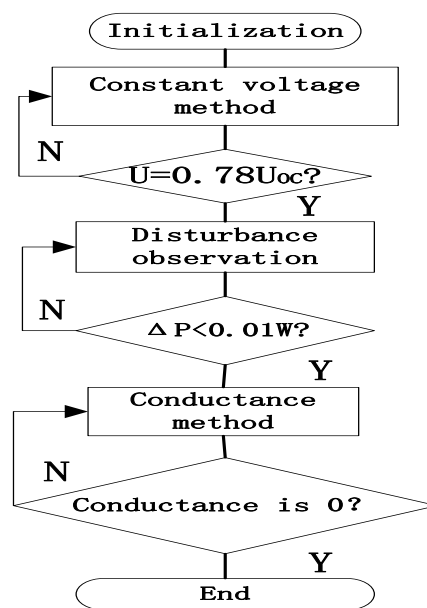 Initialization
Constant voltage
method
N
U=0.78Uoc?
Y
Disturbance
observation
N
ΔP<0.01W?
Y
Conductance
method
N
Conductance is 0?
Y
End